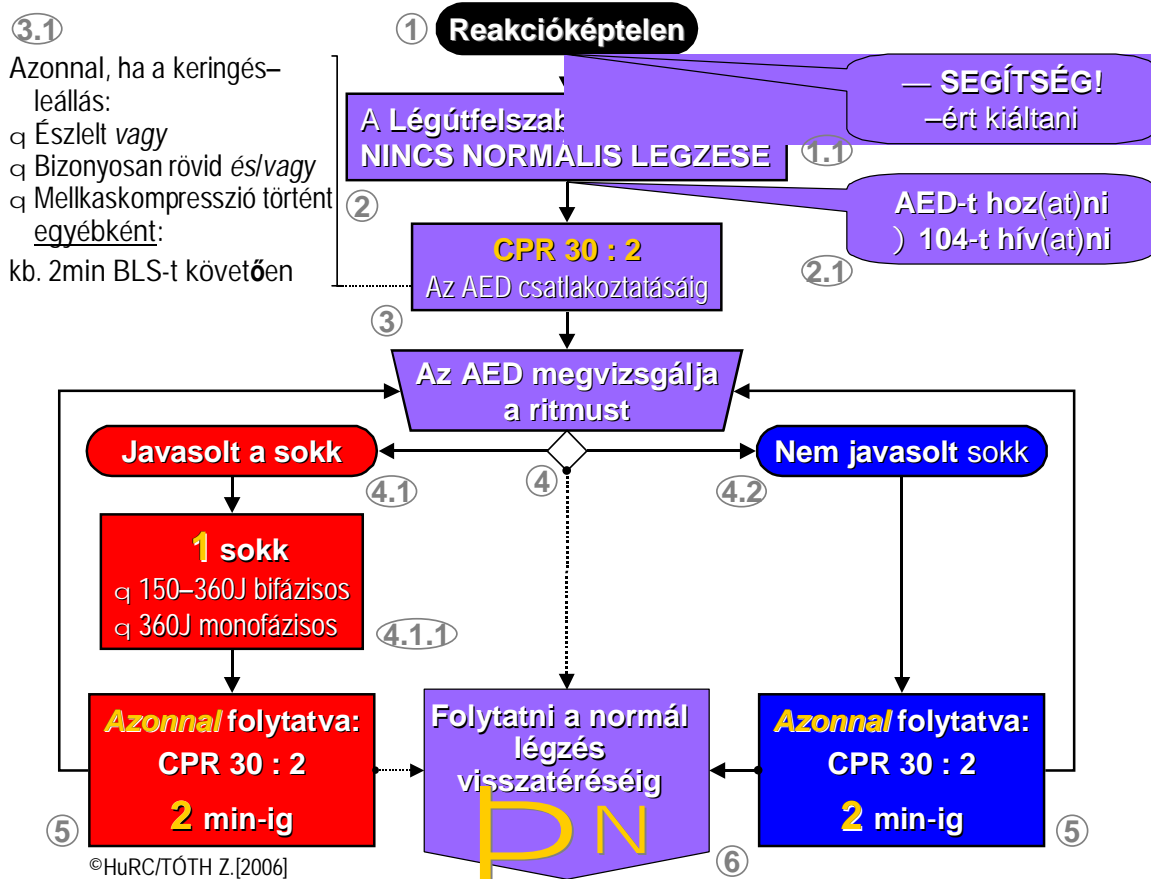 3.1
Azonnal, ha a keringés–
leállás:
q Észlelt vagy
q Bizonyosan rövid és/vagy
q Mellkaskompresszió történt
egyébként:
kb. 2min BLS-t követően
1
Reakcióképtelen
— SEGÍTSÉG!
–ért kiáltani
1.1
A Légútfelszab
NINCS NORMALIS LEGZESE
2
AED-t hoz(at)ni
) 104-t hív(at)ni
2.1
CPR 30 : 2
Az AED csatlakoztatásáig
3
Az AED megvizsgálja
a ritmust
4
Javasolt a sokk
4.1
Nem javasolt sokk
4.2
1 sokk
q 150–360J bifázisos
q 360J monofázisos
4.1.1
Azonnal folytatva:
CPR 30 : 2
2 min-ig
5
Folytatni a normál
légzés
visszatéréséig
Þ N
6
Azonnal folytatva:
CPR 30 : 2
2 min-ig
5
©HuRC/TÓTH Z.[2006]